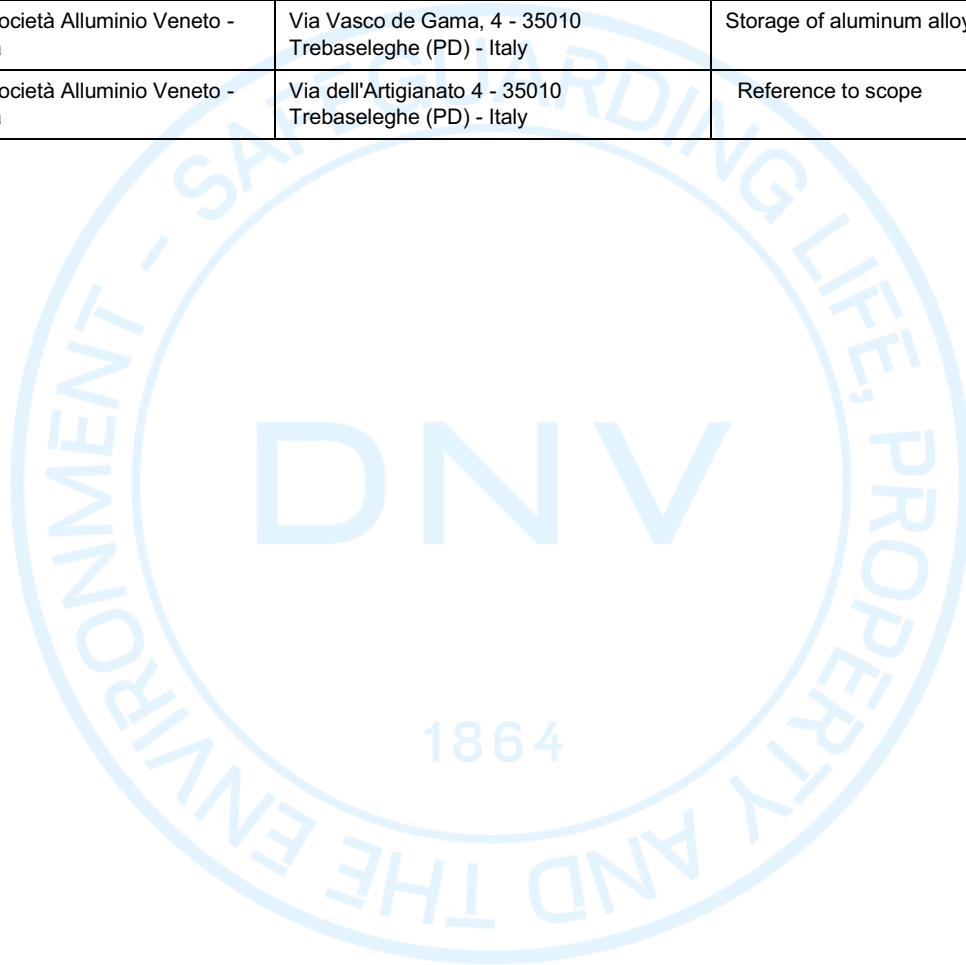 ocietà Alluminio Veneto - Via Vasco de Gama, 4 - 35010 Storage of aluminum alloy
Trebaseleghe (PD) - Italy
ocietà Alluminio Veneto - Via dell'Artigianato 4 - 35010 Reference to scope
Trebaseleghe (PD) - Italy
SAFEGUARDING LIFE, PROPERTY AND THE ENVIRONMENT -
DNV
1864